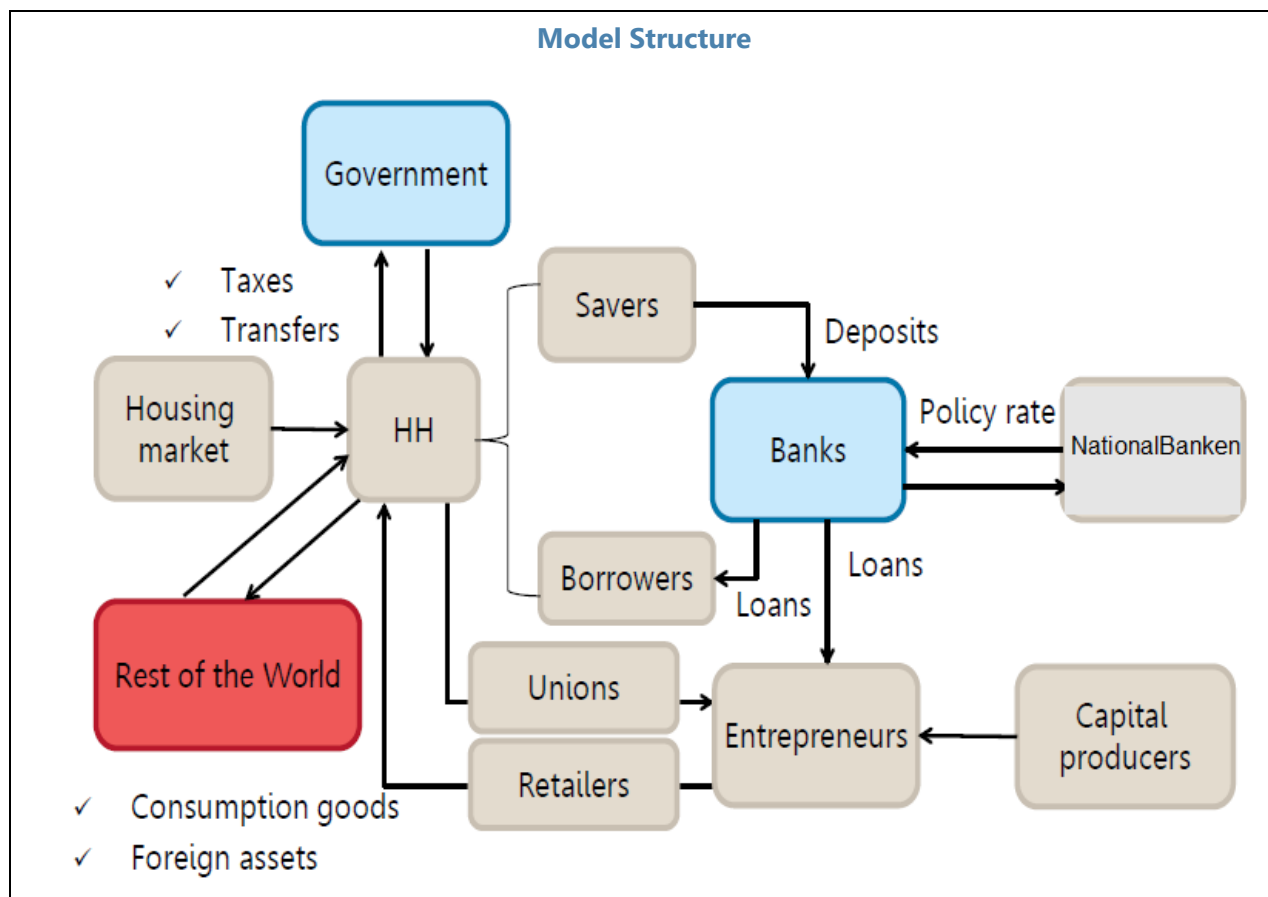 Model Structure
Government
✓ Taxes
✓ Transfers
Savers
Deposits
Housing
market
HH
Banks
Policy rate
NationalBanken
Borrowers
Loans
Loans
Rest of the World
Unions
Entrepreneurs
Capital
producers
Retailers
✓ Consumption goods
✓ Foreign assets